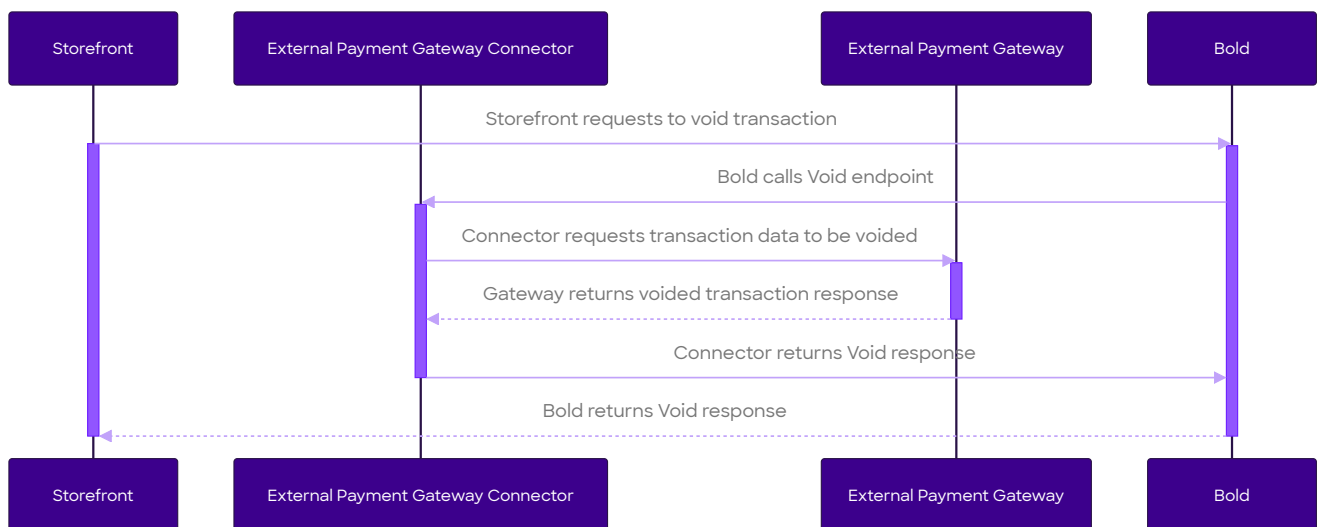 Storefront
External Payment Gateway Connector
External Payment Gateway
Bold
Storefront requests to void transaction
Bold calls Void endpoint
Connector requests transaction data to be voided
Gateway returns voided transaction response
Connector returns Void response
Bold returns Void response
Storefront
External Payment Gateway Connector
External Payment Gateway
Bold